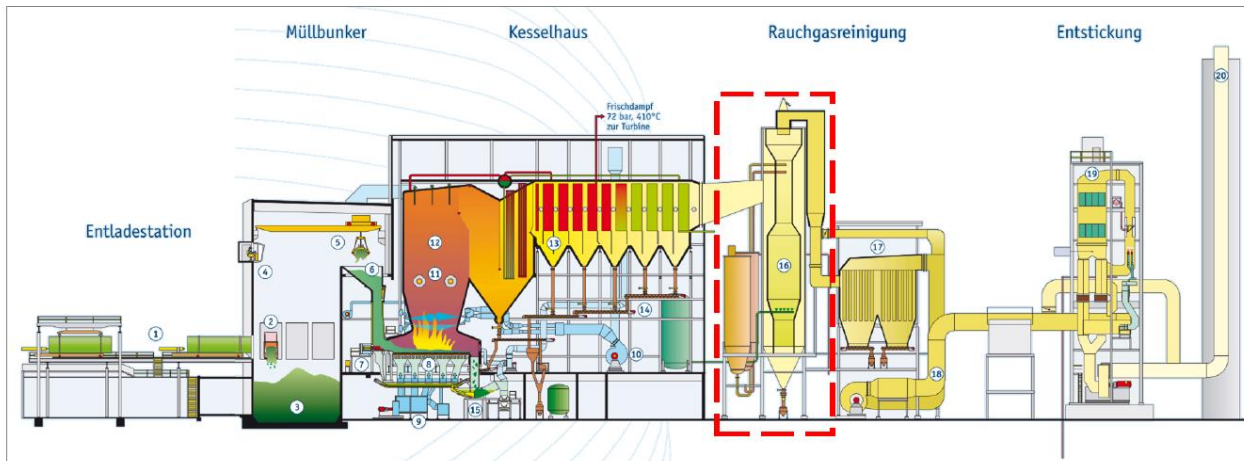 Müllbunker
Kesselhaus
Rauchgasreinigung
Entstickung
Frischdampf
72 bar, 410°C
zur Turbine
Entladestation
1
2
3
4
5
6
7
8
9
10
11
12
13
14
15
16
17
18
19
20